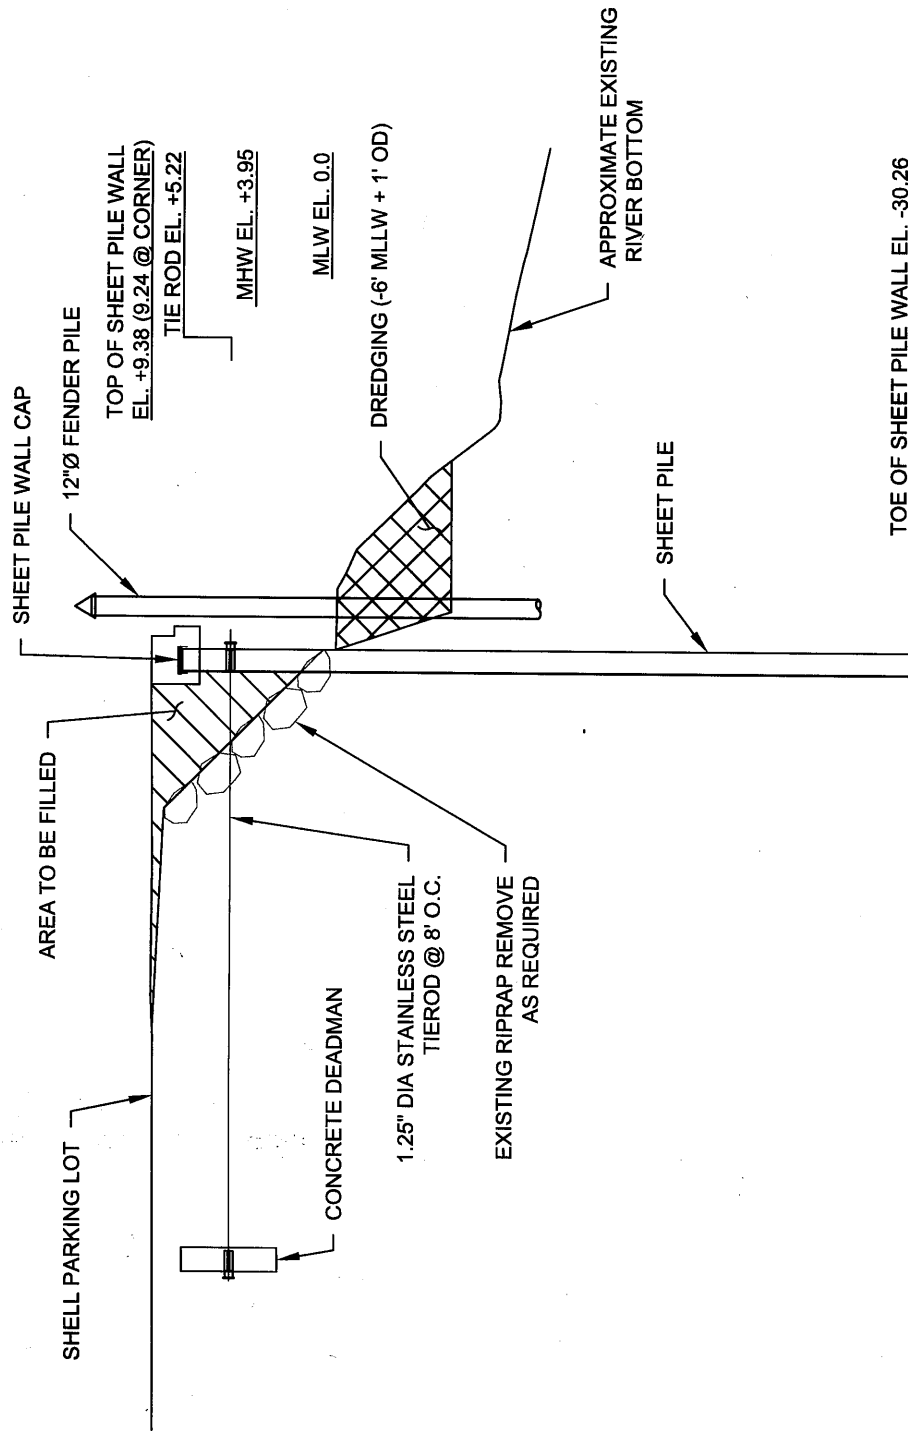 SHEET PILE WALL CAP
12"Ø FENDER PILE
TOP OF SHEET PILE WALL
EL. +9.38 (9.24 @ CORNER)
TIE ROD EL. +5.22
MHW EL. +3.95
MLW EL. 0.0
DREDGING (-6' MLLW + 1' OD)
APPROXIMATE EXISTING
RIVER BOTTOM
SHEET PILE
TOE OF SHEET PILE WALL EL. -30.26
AREA TO BE FILLED
SHELL PARKING LOT
1.25" DIA STAINLESS STEEL
TIEROD @ 8' O.C.
EXISTING RIPRAP REMOVE
AS REQUIRED
CONCRETE DEADMAN